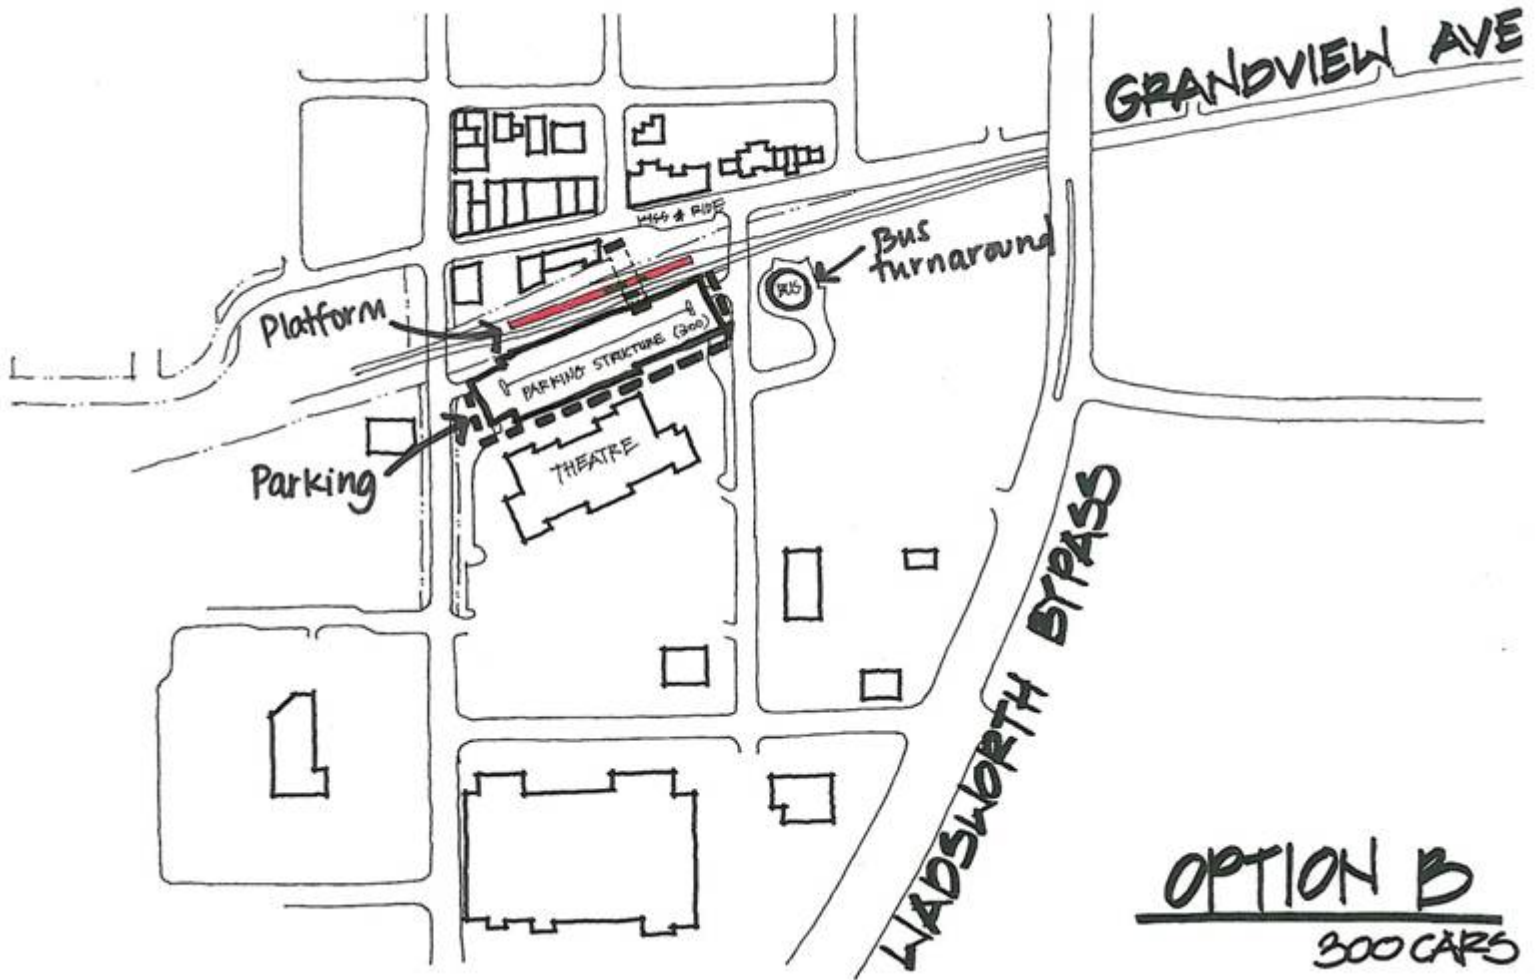 GRANDVIEW AVE
KISS & RIDE
Bus
turnaround
BUS
Platform
PARKING STRUCTURE (300)
THEATRE
Parking
WADSWORTH BYPASS
OPTION B
300 CARS